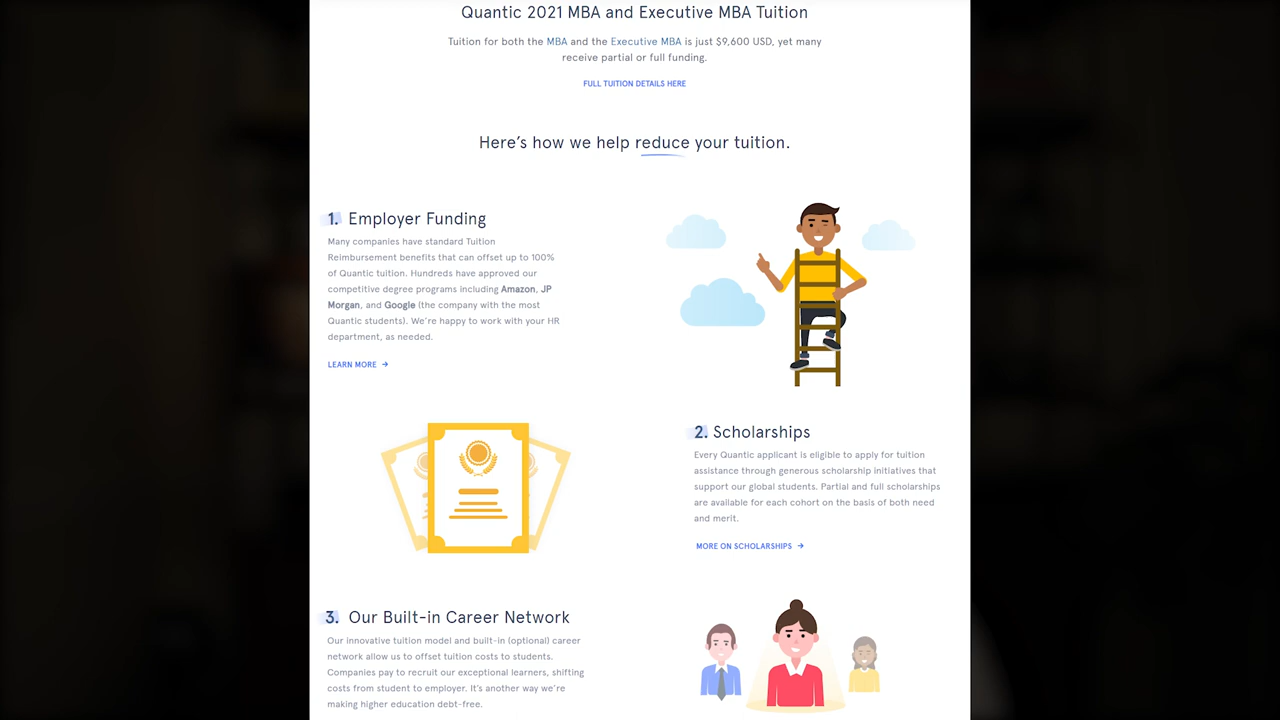 Quantic 2021 MBA and Executive MBA Tuition
Tuition for both the MBA and the Executive MBA is just $9,600 USD, yet many
receive partial or full funding.
FULL TUITION DETAILS HERE
Here's how we help reduce your tuition.
1. Employer Funding
Many companies have standard Tuition
Reimbursement benefits that can offset up to 100%
of Quantic tuition. Hundreds have approved our
competitive degree programs including Amazon, JP
Morgan, and Google (the company with the most
Quantic students). We're happy to work with your HR
department, as needed.
LEARN MORE →
2. Scholarships
Every Quantic applicant is eligible to apply for tuition
assistance through generous scholarship initiatives that
support our global students. Partial and full scholarships
are available for each cohort on the basis of both need
and merit.
MORE ON SCHOLARSHIPS →
3. Our Built-in Career Network
Our innovative tuition model and built-in (optional) career
network allow us to offset tuition costs to students.
Companies pay to recruit our exceptional learners, shifting
costs from student to employer. It's another way we're
making higher education debt-free.